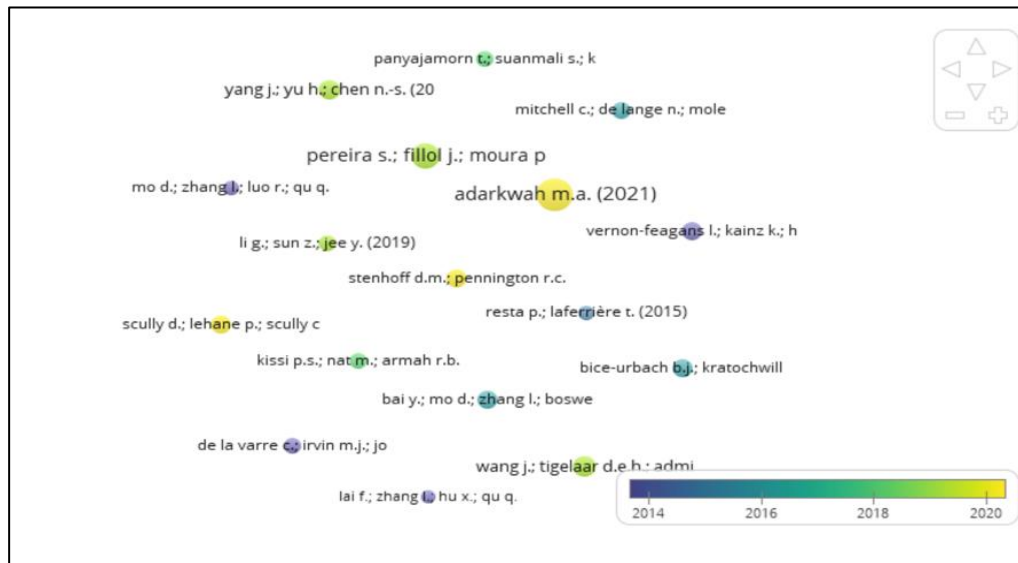 panyajamorn t.; suanmali s.; k
yang j.; yu h.; chen n.-s. (20
mitchell c.; de lange n.; mole
pereira s.; fillol j.; moura p
mo d.; zhang l.; luo r.; qu q.
adarkwah m.a. (2021)
vernon-feagans l.; kainz k.; h
li g.; sun z.; jee y. (2019)
stenhoff d.m.; pennington r.c.
resta p.; laferrière t. (2015)
scully d.; lehane p.; scully c
kissi p.s.; nat m.; armah r.b.
bice-urbach b.j.; kratochwill
bai y.; mo d.; zhang l.; boswe
de la varre c.; irvin m.j.; jo
wang j.; tigelaar d.e.h.; admi
lai f.; zhang l.; hu x.; qu q.
2014 2016 2018 2020